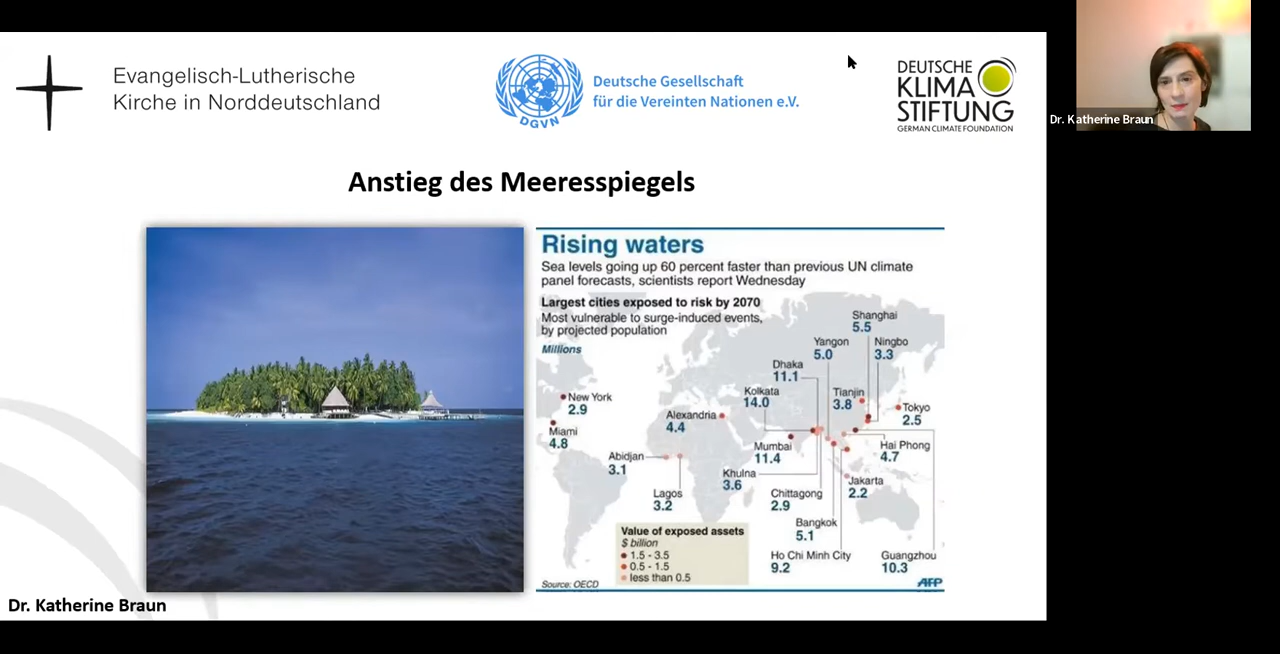 Evangelisch-Lutherische
Kirche in Norddeutschland
DGVN
Deutsche Gesellschaft
für die Vereinten Nationen e.V.
DEUTSCHE
KLIMA
STIFTUNG
GERMAN CLIMATE FOUNDATION
Dr. Katherine Braun
Anstieg des Meeresspiegels
Rising waters
Sea levels going up 60 percent faster than previous UN climate
panel forecasts, scientists report Wednesday
Largest cities exposed to risk by 2070
Most vulnerable to surge-induced events,
by projected population
Millions
Shanghai
5.5
Yangon
5.0
Ningbo
3.3
Dhaka
11.1
Kolkata
14.0
Tianjin
3.8
New York
2.9
Tokyo
2.5
Alexandria
4.4
Miami
4.8
Mumbai
11.4
Hai Phong
4.7
Abidjan
3.1
Khulna
3.6
Jakarta
2.2
Lagos
3.2
Chittagong
2.9
Bangkok
5.1
Ho Chi Minh City
9.2
Guangzhou
10.3
Value of exposed assets
$ billion
1.5 - 3.5
0.5 - 1.5
less than 0.5
Source: OECD
AFP
Dr. Katherine Braun